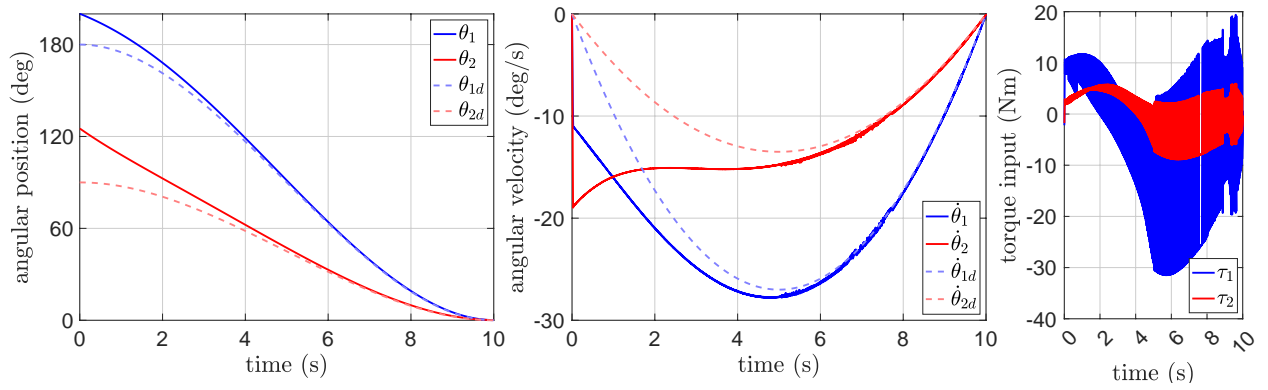 angular position (deg)
180
120
60
0
0 2 4 6 8 10
time (s)
θ₁
θ₂
θ₁d
θ₂d
angular velocity (deg/s)
0
-10
-20
-30
0 2 4 6 8 10
time (s)
θ̇₁
θ̇₂
θ̇₁d
θ̇₂d
torque input (Nm)
20
10
0
-10
-20
-30
-40
0 2 4 6 8 10
time (s)
τ₁
τ₂